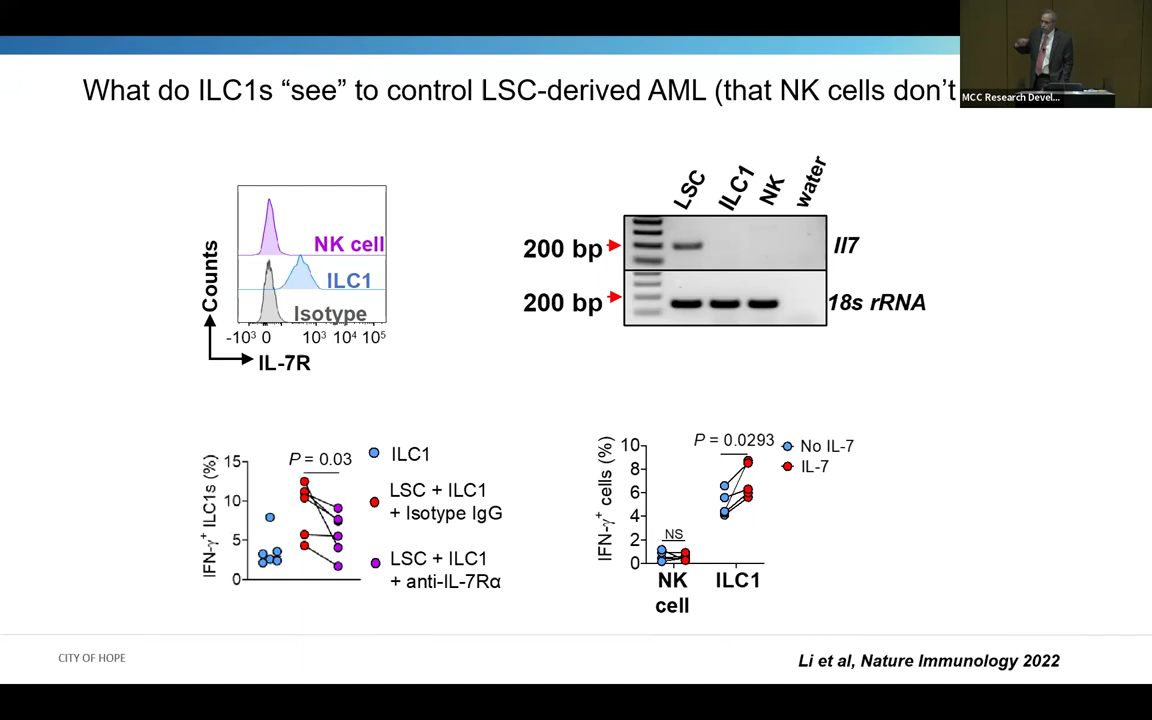 What do ILC1s “see” to control LSC-derived AML (that NK cells don’t
MCC Research Devel...
NK cell
ILC1
Isotype
Counts
-10³ 0 10³ 10⁴ 10⁵
IL-7R
LSC
ILC1
NK
water
200 bp
Il7
200 bp
18s rRNA
IFN-γ⁺ ILC1s (%)
15
10
5
0
P = 0.03
ILC1
LSC + ILC1
+ Isotype IgG
LSC + ILC1
+ anti-IL-7Rα
IFN-γ⁺ cells (%)
10
8
6
4
2
0
NS
P = 0.0293
No IL-7
IL-7
NK
cell
ILC1
CITY OF HOPE
Li et al, Nature Immunology 2022